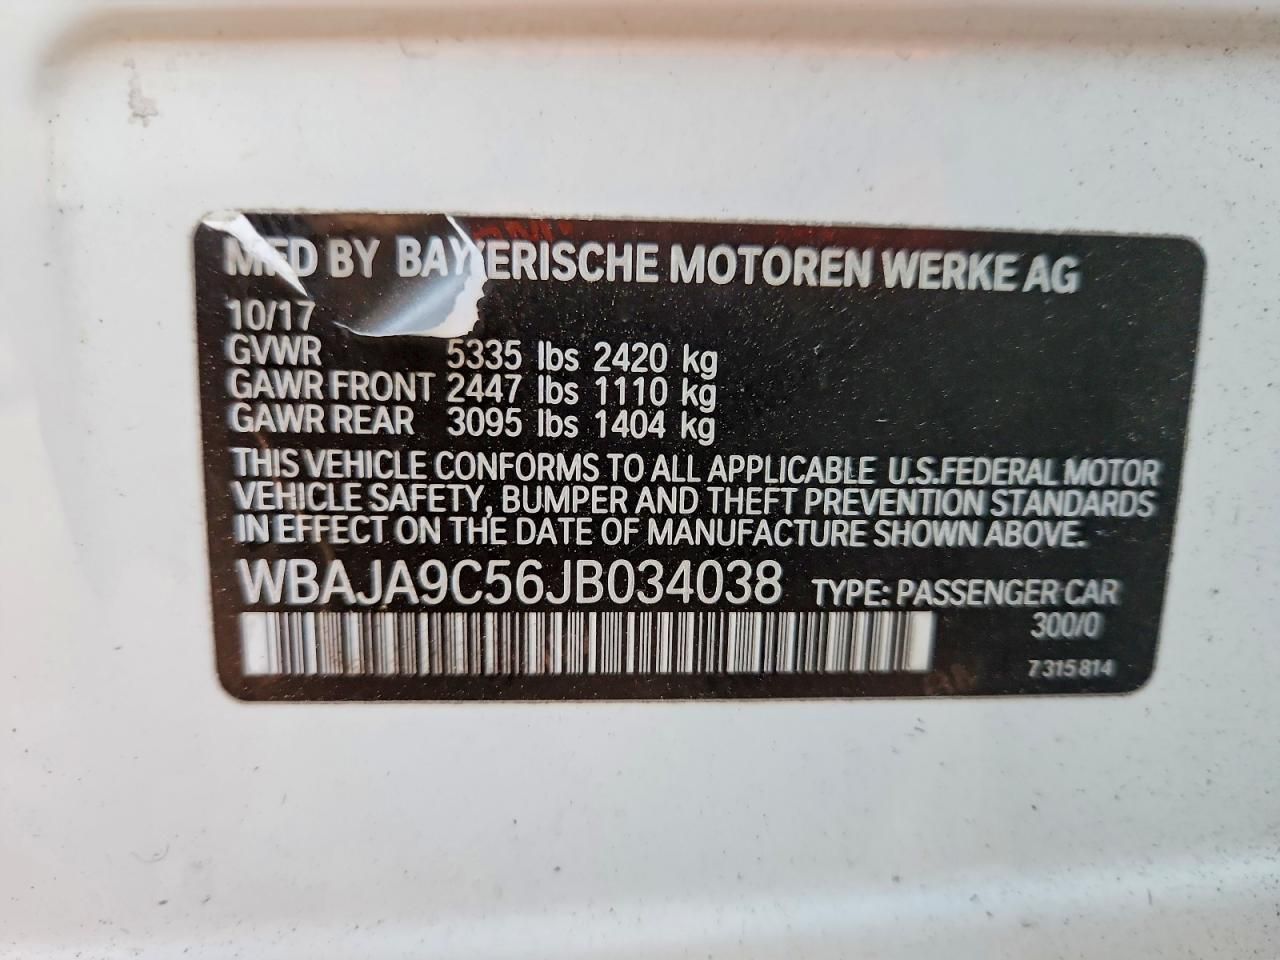 MFD BY BAYERISCHE MOTOREN WERKE AG
10/17
GVWR 5335 lbs 2420 kg
GAWR FRONT 2447 lbs 1110 kg
GAWR REAR 3095 lbs 1404 kg
THIS VEHICLE CONFORMS TO ALL APPLICABLE U.S.FEDERAL MOTOR
VEHICLE SAFETY, BUMPER AND THEFT PREVENTION STANDARDS
IN EFFECT ON THE DATE OF MANUFACTURE SHOWN ABOVE.
WBAJA9C56JB034038 TYPE: PASSENGER CAR
300/0
7 315 814